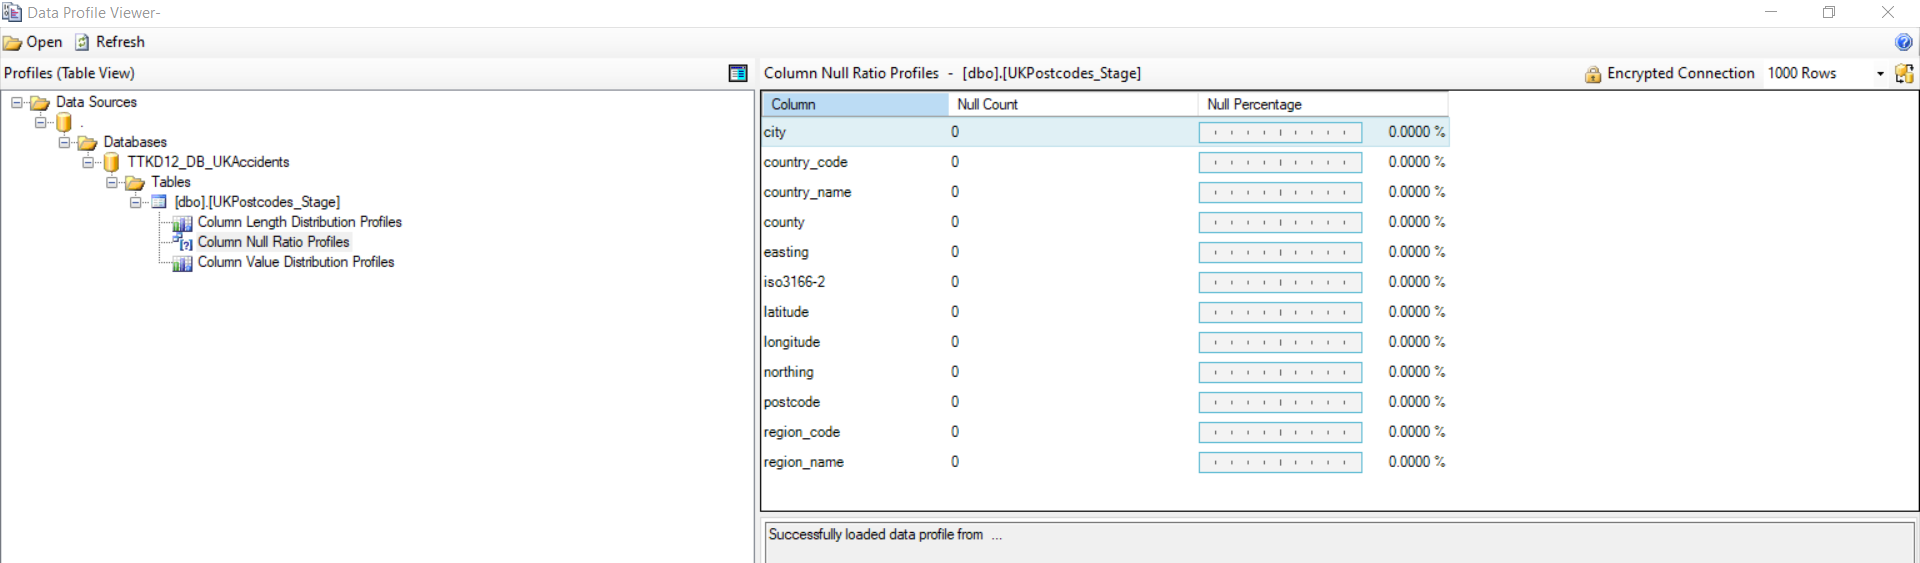 Data Profile Viewer-
Open Refresh
Profiles (Table View)
Data Sources
.
Databases
TTKD12_DB_UKAccidents
Tables
[dbo].[UKPostcodes_Stage]
Column Length Distribution Profiles
Column Null Ratio Profiles
Column Value Distribution Profiles
Column Null Ratio Profiles - [dbo].[UKPostcodes_Stage] Encrypted Connection 1000 Rows
Column Null Count Null Percentage
city 0 0.0000 %
country_code 0 0.0000 %
country_name 0 0.0000 %
county 0 0.0000 %
easting 0 0.0000 %
iso3166-2 0 0.0000 %
latitude 0 0.0000 %
longitude 0 0.0000 %
northing 0 0.0000 %
postcode 0 0.0000 %
region_code 0 0.0000 %
region_name 0 0.0000 %
Successfully loaded data profile from ...